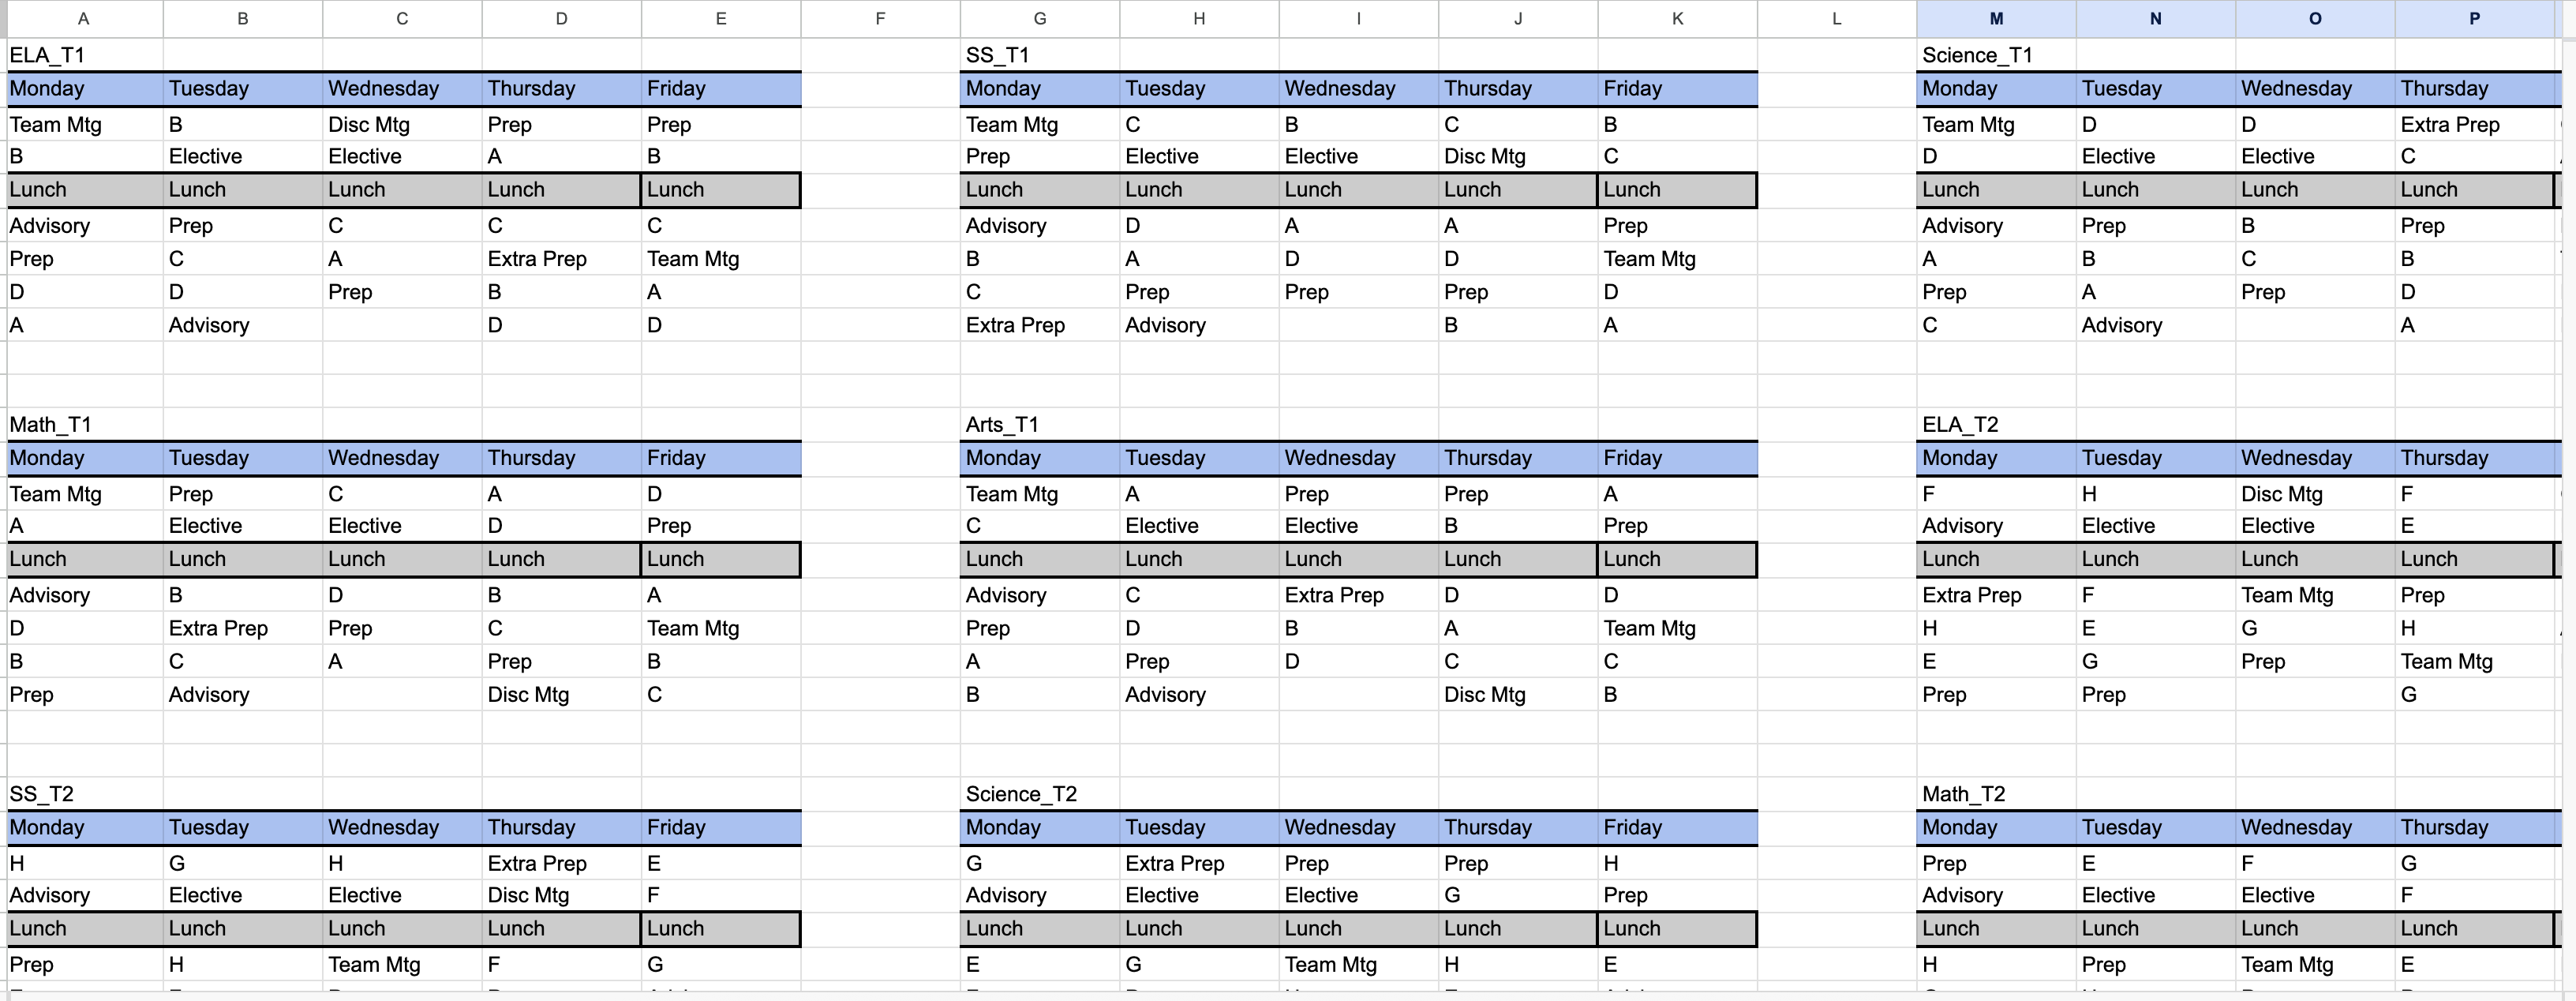 A B C D E F G H I J K L M N O P
ELA_T1 SS_T1 Science_T1
Monday Tuesday Wednesday Thursday Friday Monday Tuesday Wednesday Thursday Friday Monday Tuesday Wednesday Thursday
Team Mtg B Disc Mtg Prep Prep Team Mtg C B C B Team Mtg D D Extra Prep
B Elective Elective A B Prep Elective Elective Disc Mtg C D Elective Elective C
Lunch Lunch Lunch Lunch Lunch Lunch Lunch Lunch Lunch Lunch Lunch Lunch Lunch Lunch
Advisory Prep C C C Advisory D A A Prep Advisory Prep B Prep
Prep C A Extra Prep Team Mtg B A D D Team Mtg A B C B
D D Prep B A C Prep Prep Prep D Prep A Prep D
A Advisory D D Extra Prep Advisory B A C Advisory A
Math_T1 Arts_T1 ELA_T2
Monday Tuesday Wednesday Thursday Friday Monday Tuesday Wednesday Thursday Friday Monday Tuesday Wednesday Thursday
Team Mtg Prep C A D Team Mtg A Prep Prep A F H Disc Mtg F
A Elective Elective D Prep C Elective Elective B Prep Advisory Elective Elective E
Lunch Lunch Lunch Lunch Lunch Lunch Lunch Lunch Lunch Lunch Lunch Lunch Lunch Lunch
Advisory B D B A Advisory C Extra Prep D D Extra Prep F Team Mtg Prep
D Extra Prep Prep C Team Mtg Prep D B A Team Mtg H E G H
B C A Prep B A Prep D C C E G Prep Team Mtg
Prep Advisory Disc Mtg C B Advisory Disc Mtg B Prep Prep G
SS_T2 Science_T2 Math_T2
Monday Tuesday Wednesday Thursday Friday Monday Tuesday Wednesday Thursday Friday Monday Tuesday Wednesday Thursday
H G H Extra Prep E G Extra Prep Prep Prep H Prep E F G
Advisory Elective Elective Disc Mtg F Advisory Elective Elective G Prep Advisory Elective Elective F
Lunch Lunch Lunch Lunch Lunch Lunch Lunch Lunch Lunch Lunch Lunch Lunch Lunch Lunch
Prep H Team Mtg F G E G Team Mtg H E H Prep Team Mtg E